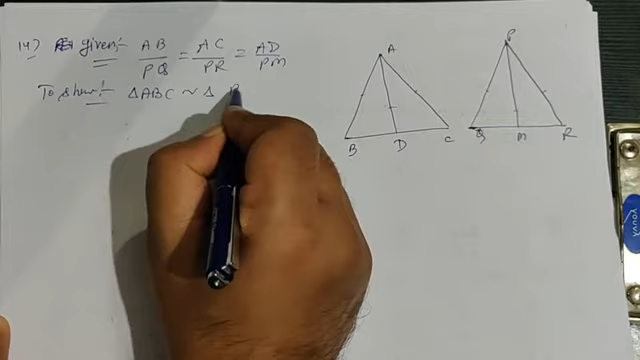 14) given:- AB/PQ = AC/PR = AD/PM
To show:- ΔABC ~ Δ P
A
B
D
C
P
Q
M
R